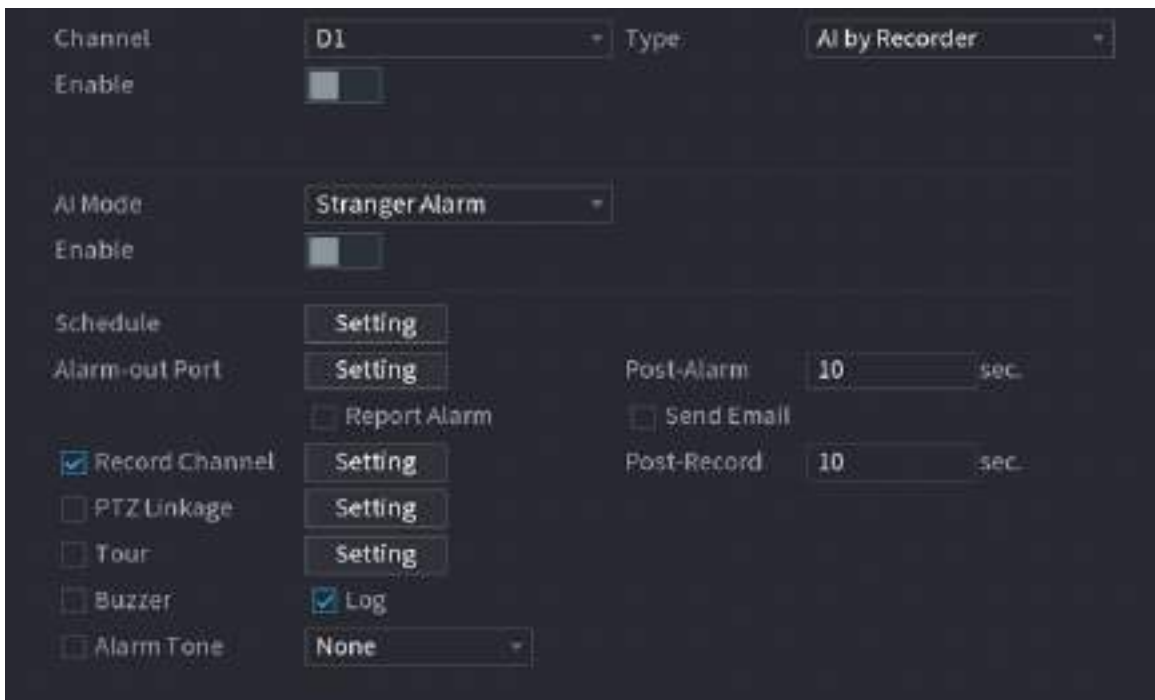 Channel D1 Type AI by Recorder
Enable
AI Mode Stranger Alarm
Enable
Schedule Setting
Alarm-out Port Setting Post-Alarm 10 sec.
Report Alarm Send Email
Record Channel Setting Post-Record 10 sec.
PTZ Linkage Setting
Tour Setting
Buzzer Log
Alarm Tone None